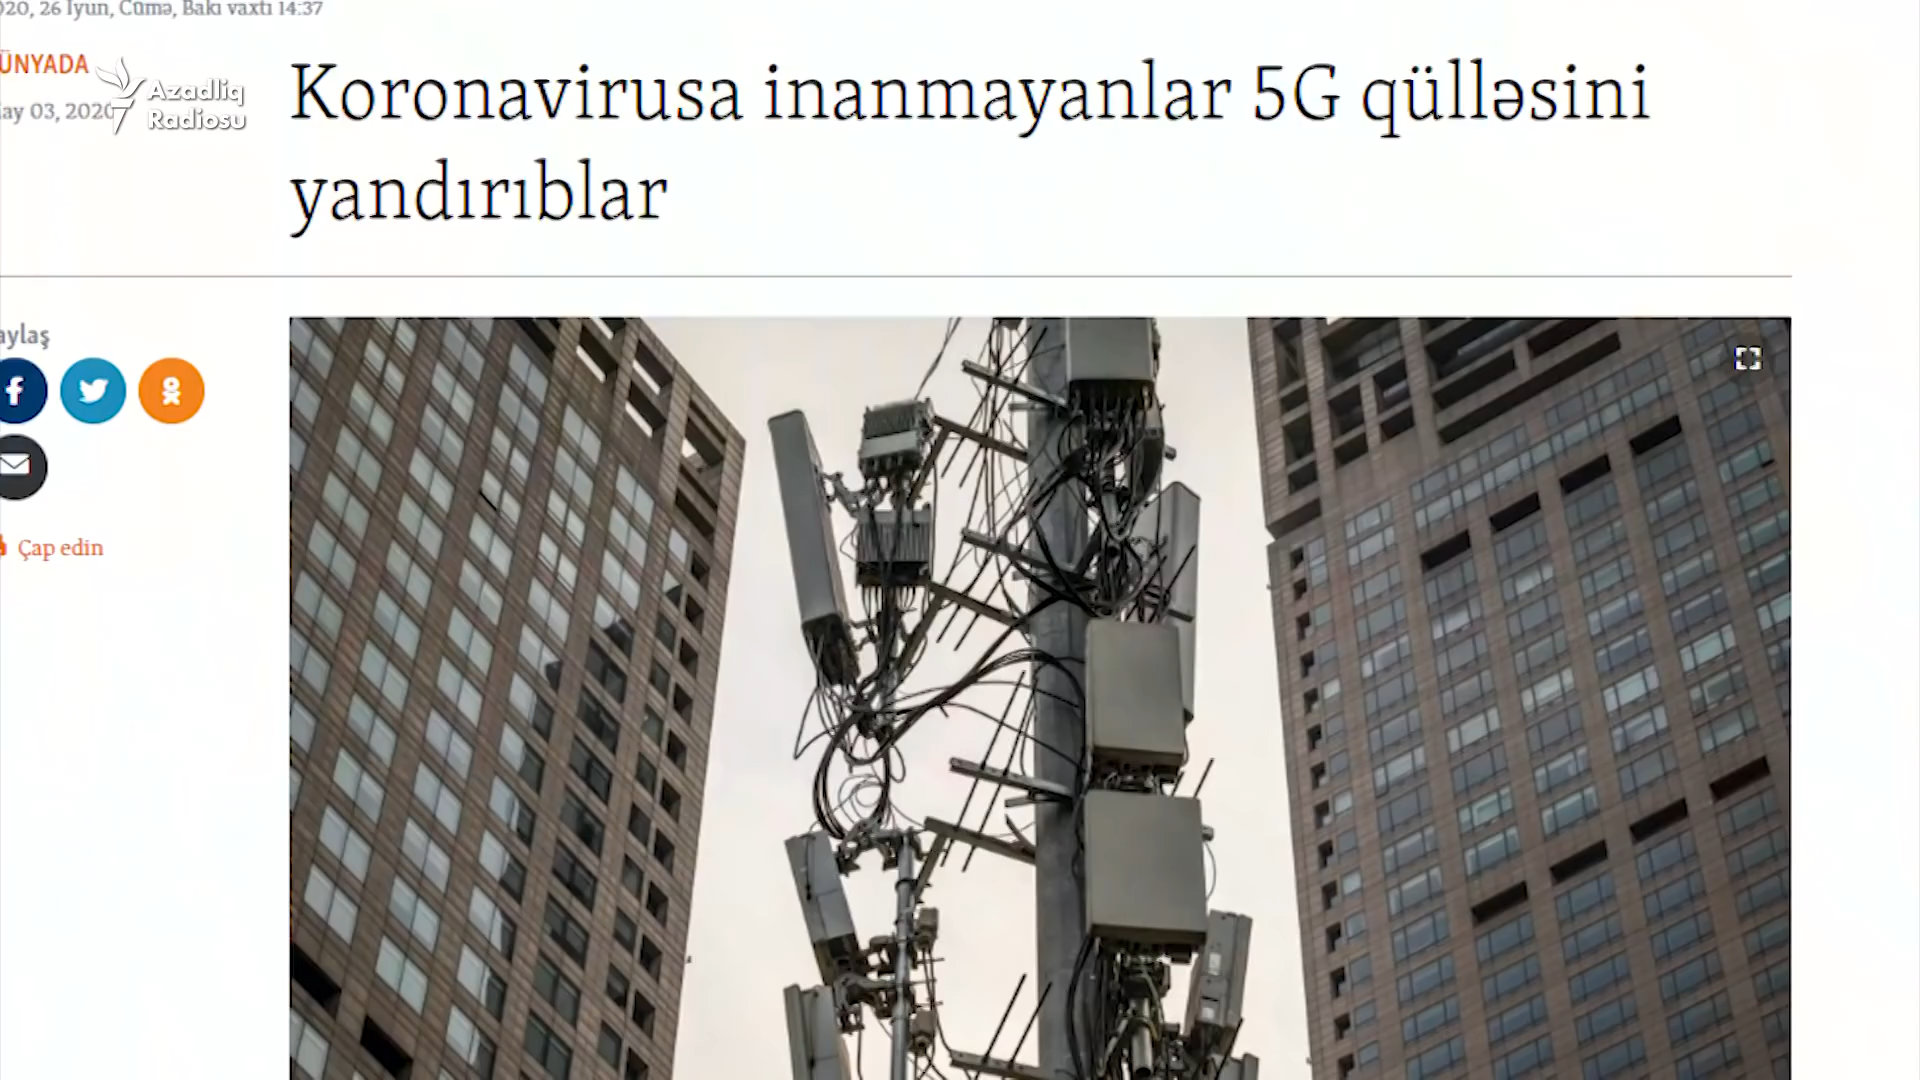 020, 26 İyun, Cümə, Bakı vaxtı 14:37
ÜNYADA
ay 03, 2020
Azadlıq
Radiosu
Koronavirusa inanmayanlar 5G qülləsini
yandırıblar
aylaş
Çap edin